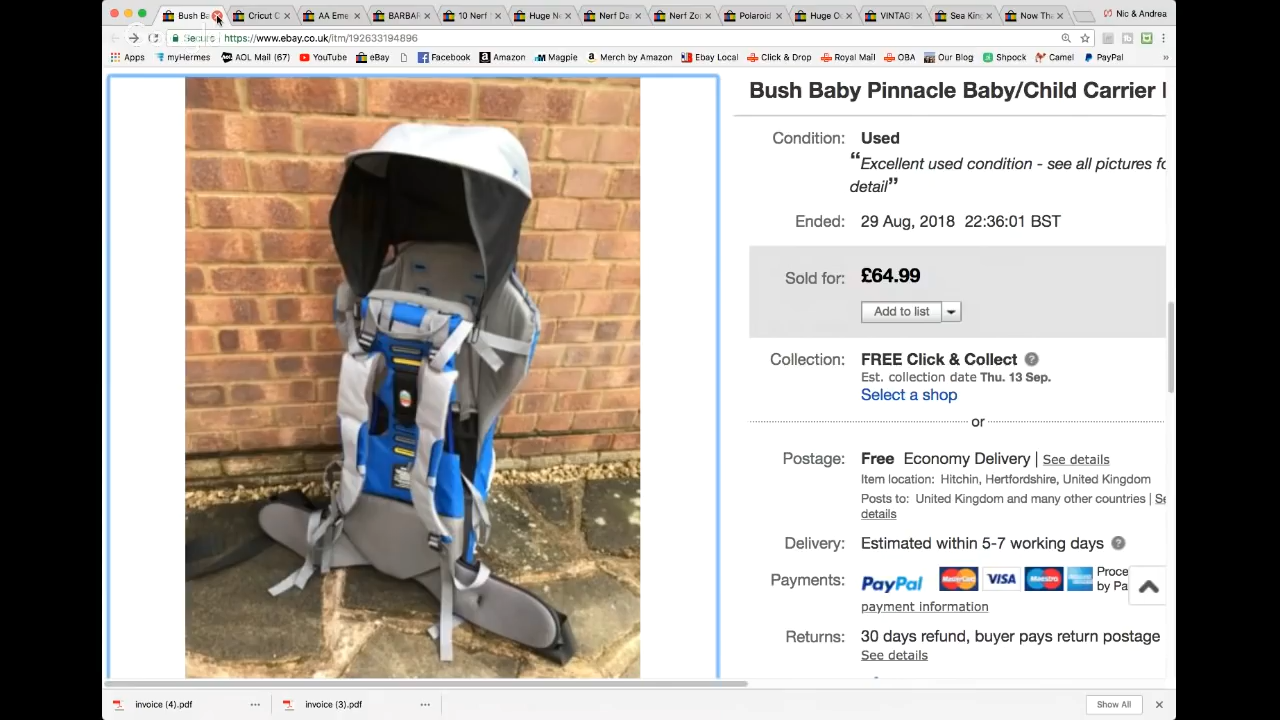 Bush Ba
Cricut C
AA Eme
BARBAR
10 Nerf
Huge Ne
Nerf Da
Nerf Zo
Polaroid
Huge C
VINTAG
Sea King
Now Tha
Nic & Andrea
Secure
https://www.ebay.co.uk/itm/192633194896
Apps
myHermes
AOL Mail (67)
YouTube
eBay
Facebook
Amazon
Magpie
Merch by Amazon
Ebay Local
Click & Drop
Royal Mail
OBA
Our Blog
Shpock
Camel
PayPal
»
Bush Baby Pinnacle Baby/Child Carrier
Condition: Used
“Excellent used condition - see all pictures fo
detail”
Ended: 29 Aug, 2018 22:36:01 BST
Sold for: £64.99
Add to list
Collection: FREE Click & Collect
Est. collection date Thu. 13 Sep.
Select a shop
or
Postage: Free Economy Delivery | See details
Item location: Hitchin, Hertfordshire, United Kingdom
Posts to: United Kingdom and many other countries | Se
details
Delivery: Estimated within 5-7 working days
Payments: PayPal MasterCard VISA Maestro Proce
by Pa
payment information
Returns: 30 days refund, buyer pays return postage
See details
invoice (4).pdf
invoice (3).pdf
Show All